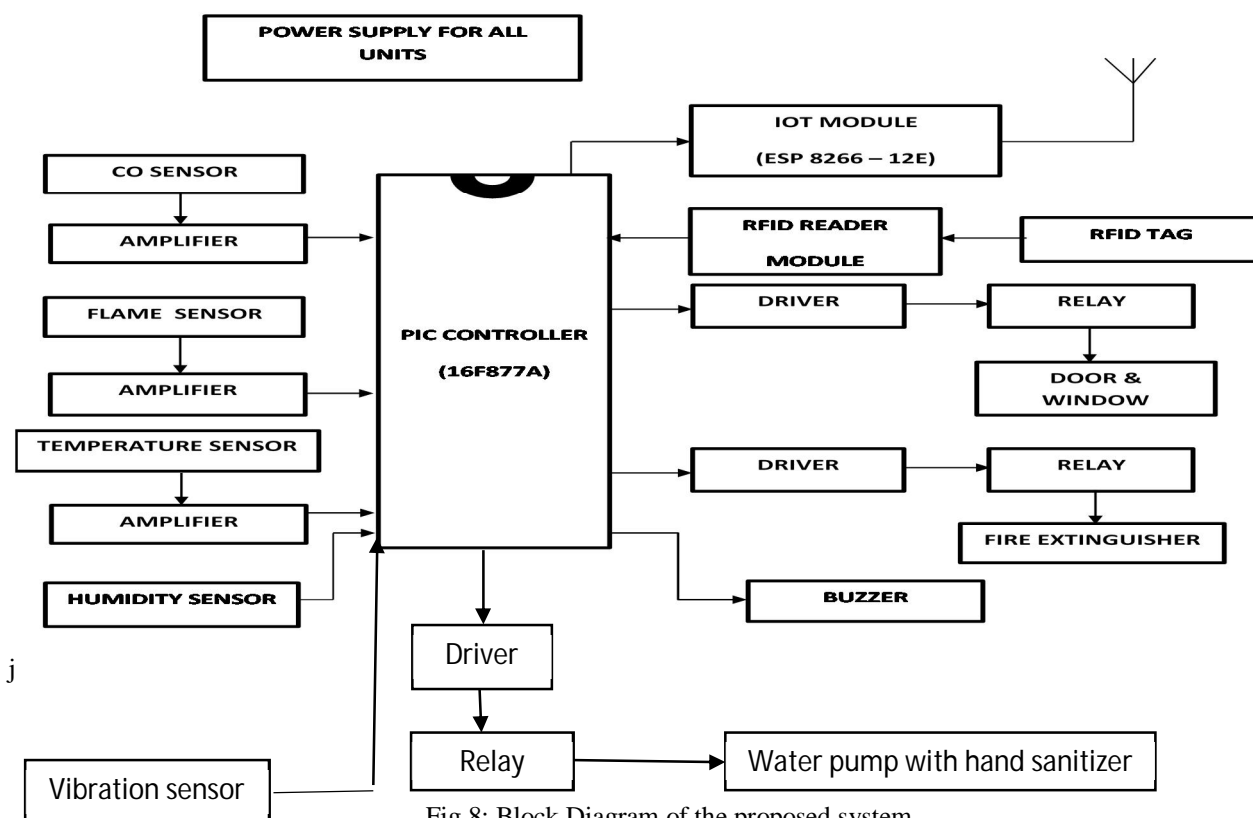 POWER SUPPLY FOR ALL
UNITS
IOT MODULE
(ESP 8266 – 12E)
CO SENSOR
AMPLIFIER
RFID READER
MODULE
RFID TAG
FLAME SENSOR
AMPLIFIER
PIC CONTROLLER
(16F877A)
DRIVER
RELAY
DOOR &
WINDOW
TEMPERATURE SENSOR
AMPLIFIER
DRIVER
RELAY
FIRE EXTINGUISHER
HUMIDITY SENSOR
BUZZER
Driver
j
Relay
Water pump with hand sanitizer
Vibration sensor
Fig 8: Block Diagram of the proposed system